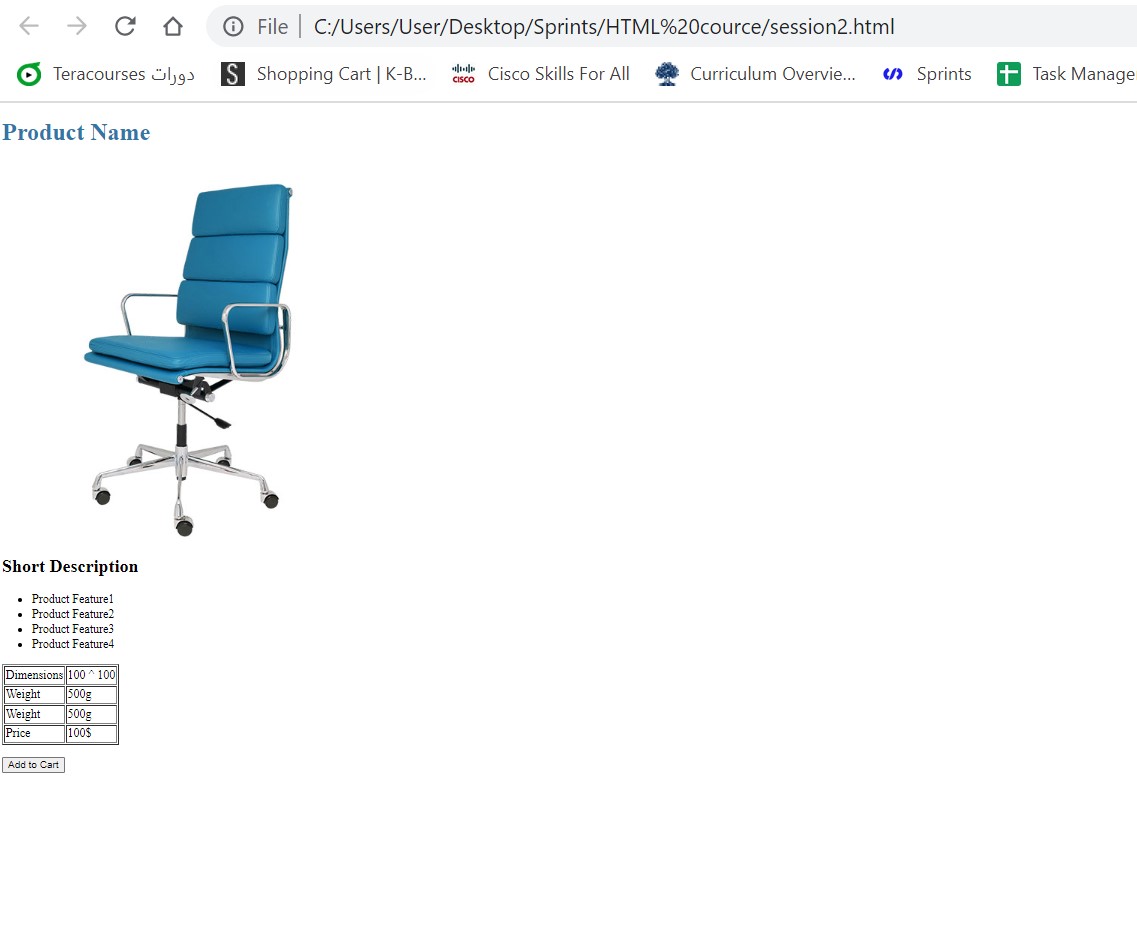 File | C:/Users/User/Desktop/Sprints/HTML%20cource/session2.html
Teracourses دورات S Shopping Cart | K-B... CISCO Cisco Skills For All Curriculum Overvie... Sprints Task Manage
Product Name
Short Description
Product Feature1
Product Feature2
Product Feature3
Product Feature4
Dimensions 100 ^ 100
Weight 500g
Weight 500g
Price 100$
Add to Cart